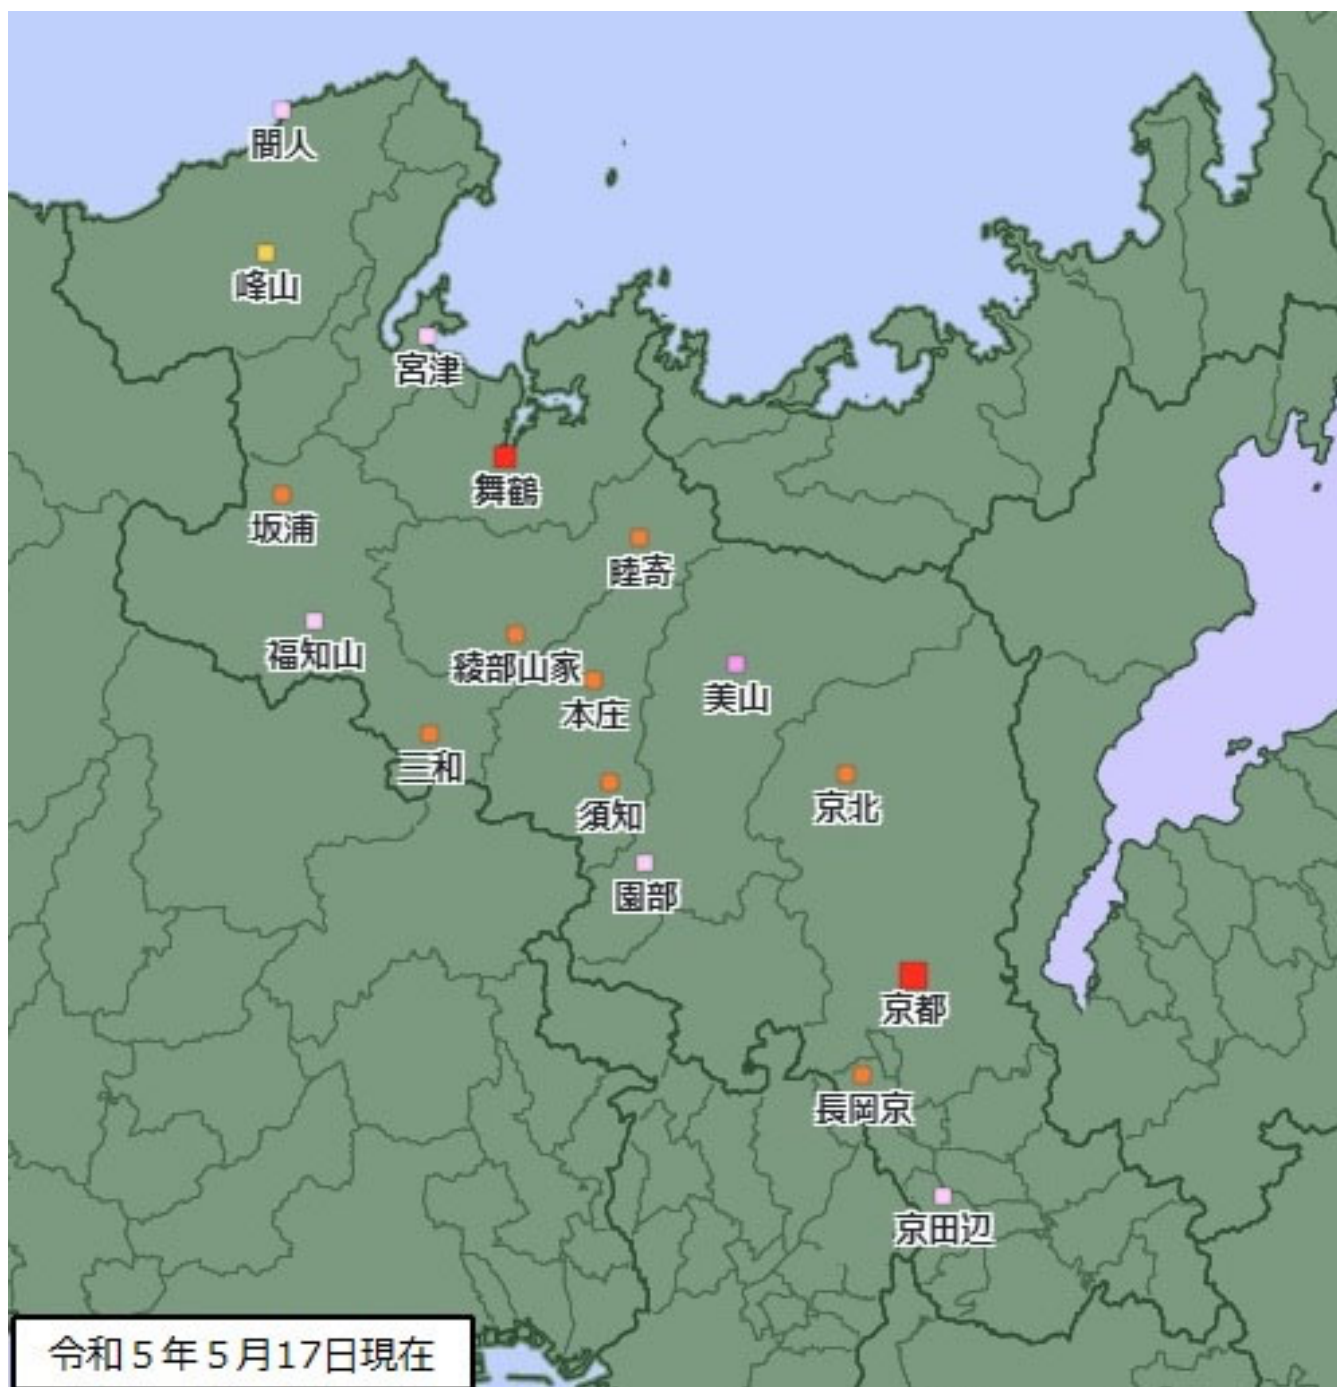 間人
峰山
宮津
舞鶴
坂浦
睦寄
福知山
綾部山家
美山
本庄
三和
京北
須知
園部
京都
長岡京
京田辺
令和５年５月17日現在